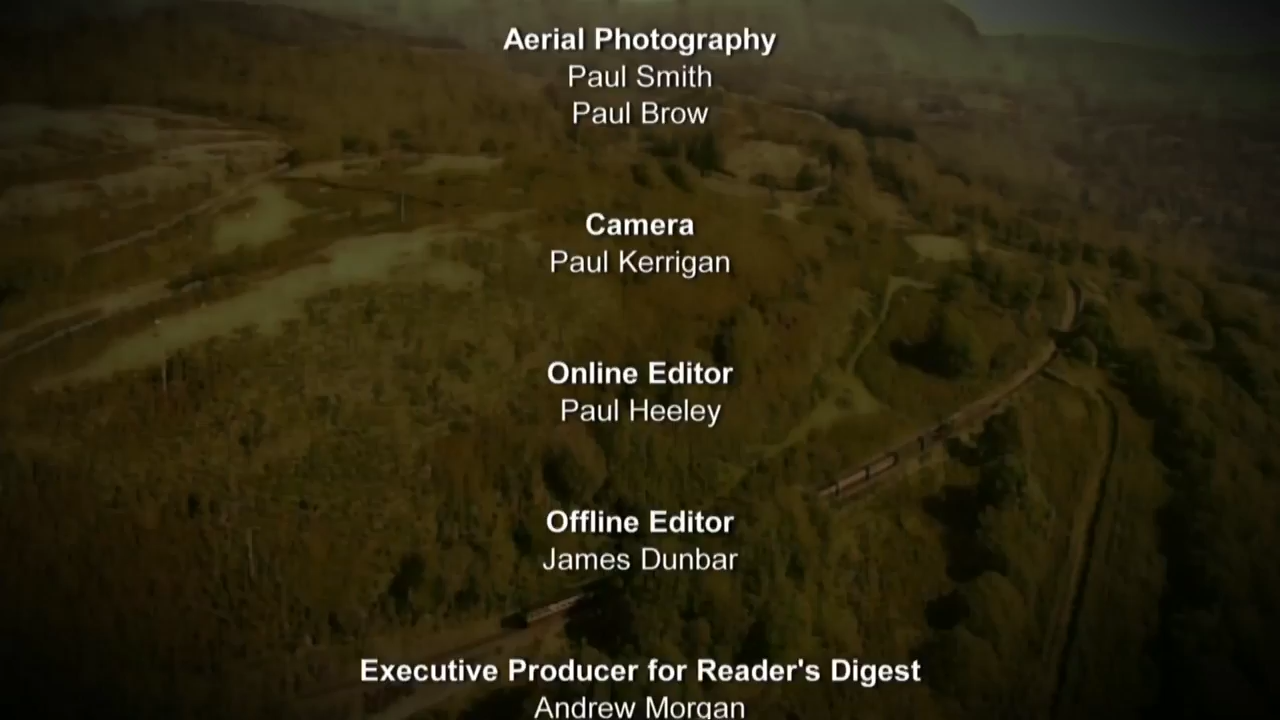 Aerial Photography
Paul Smith
Paul Brow
Camera
Paul Kerrigan
Online Editor
Paul Heeley
Offline Editor
James Dunbar
Executive Producer for Reader's Digest
Andrew Morgan